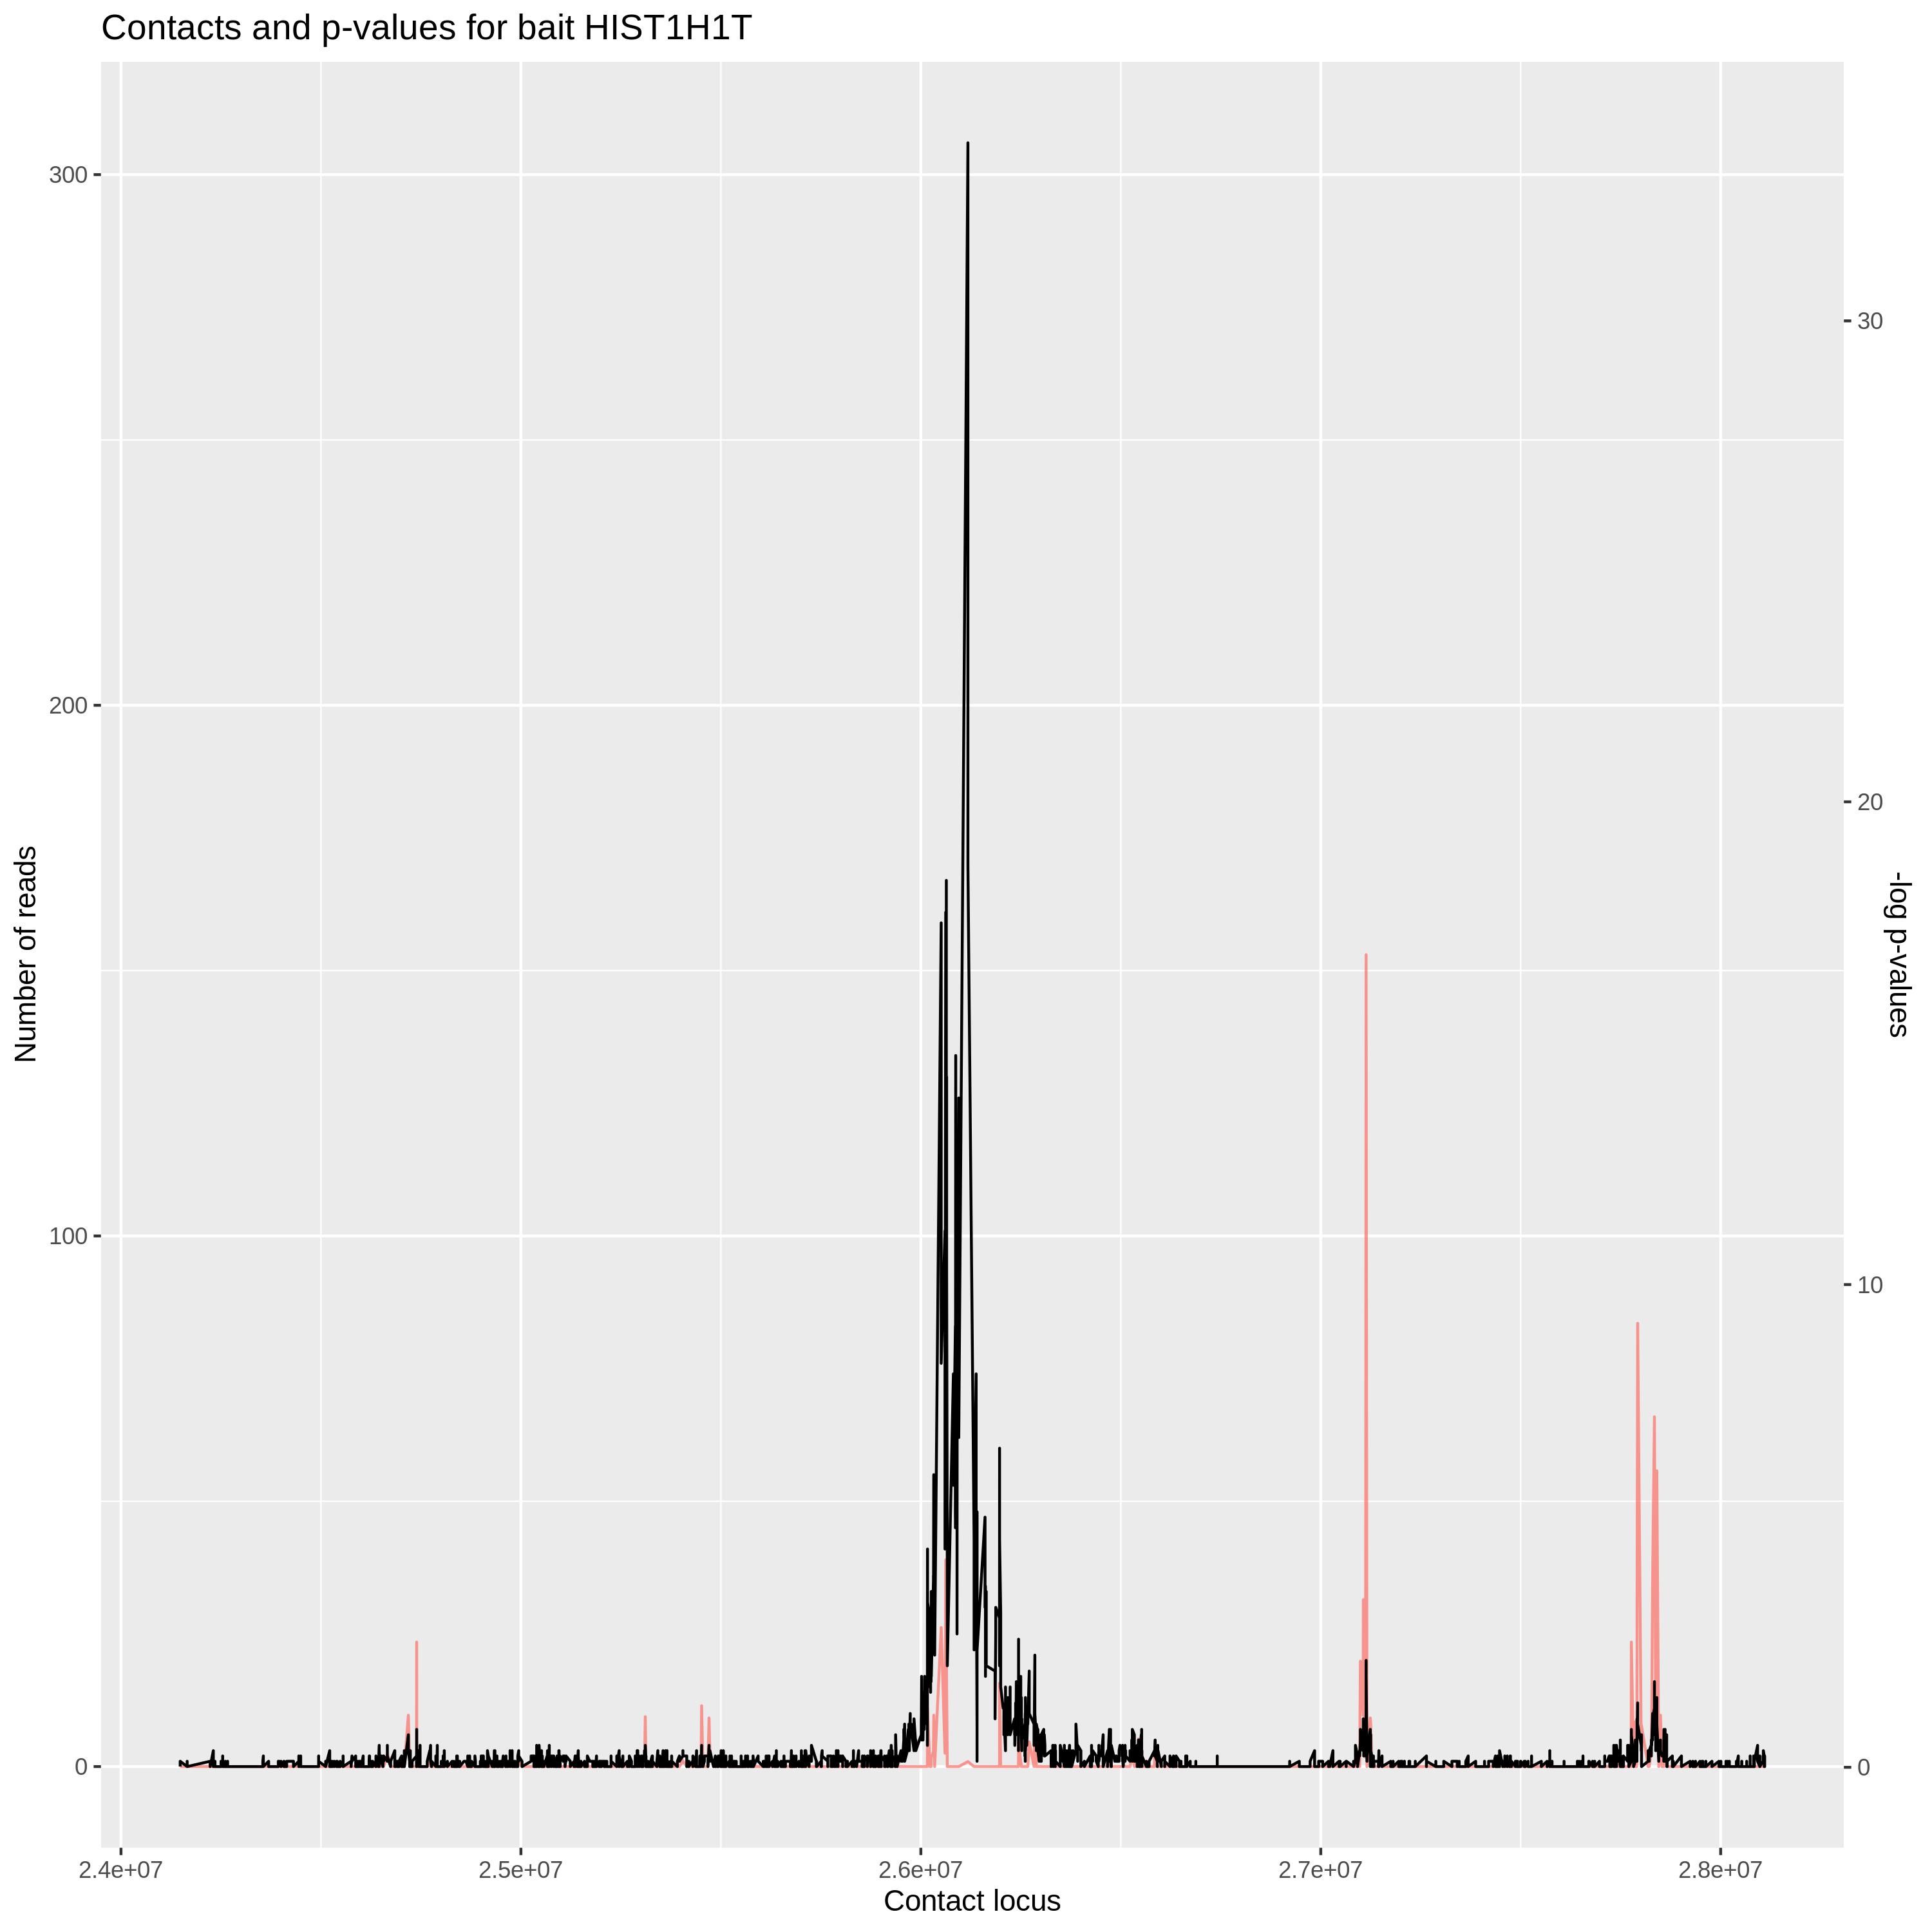 Contacts and p-values for bait HIST1H1T
300
200
100
0
Number of reads
30
20
10
0
-log p-values
2.4e+07
2.5e+07
2.6e+07
2.7e+07
2.8e+07
Contact locus